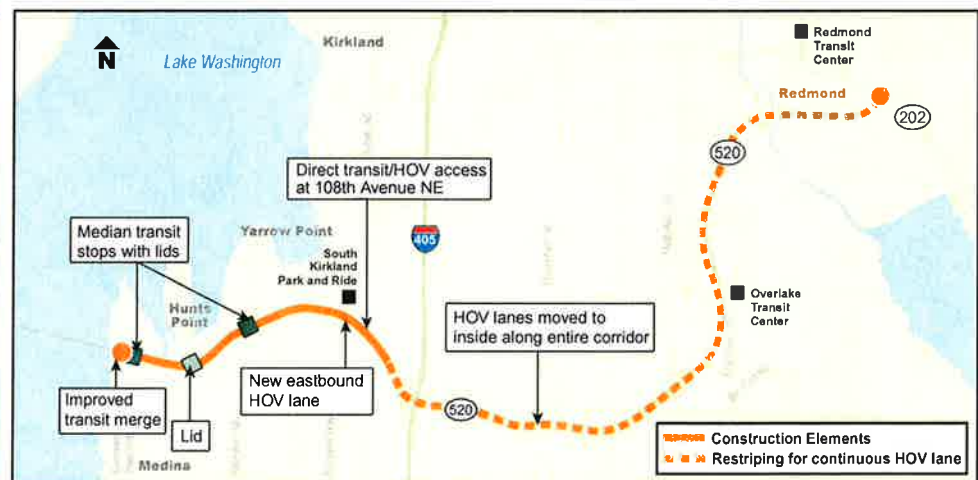 N
Lake Washington
Kirkland
Redmond
Transit
Center
Redmond
202
520
Direct transit/HOV access
at 108th Avenue NE
Median transit
stops with lids
Yarrow Point
405
South
Kirkland
Park and Ride
Hunts
Point
Overlake
Transit
Center
HOV lanes moved to
inside along entire corridor
New eastbound
HOV lane
Improved
transit merge
Lid
520
Medina
Construction Elements
Restriping for continuous HOV lane